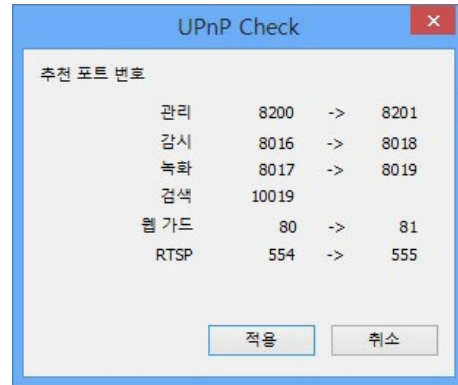 UPnP Check
추천 포트 번호
관리 8200 -> 8201
감시 8016 -> 8018
녹화 8017 -> 8019
검색 10019
웹 가드 80 -> 81
RTSP 554 -> 555
적용 취소